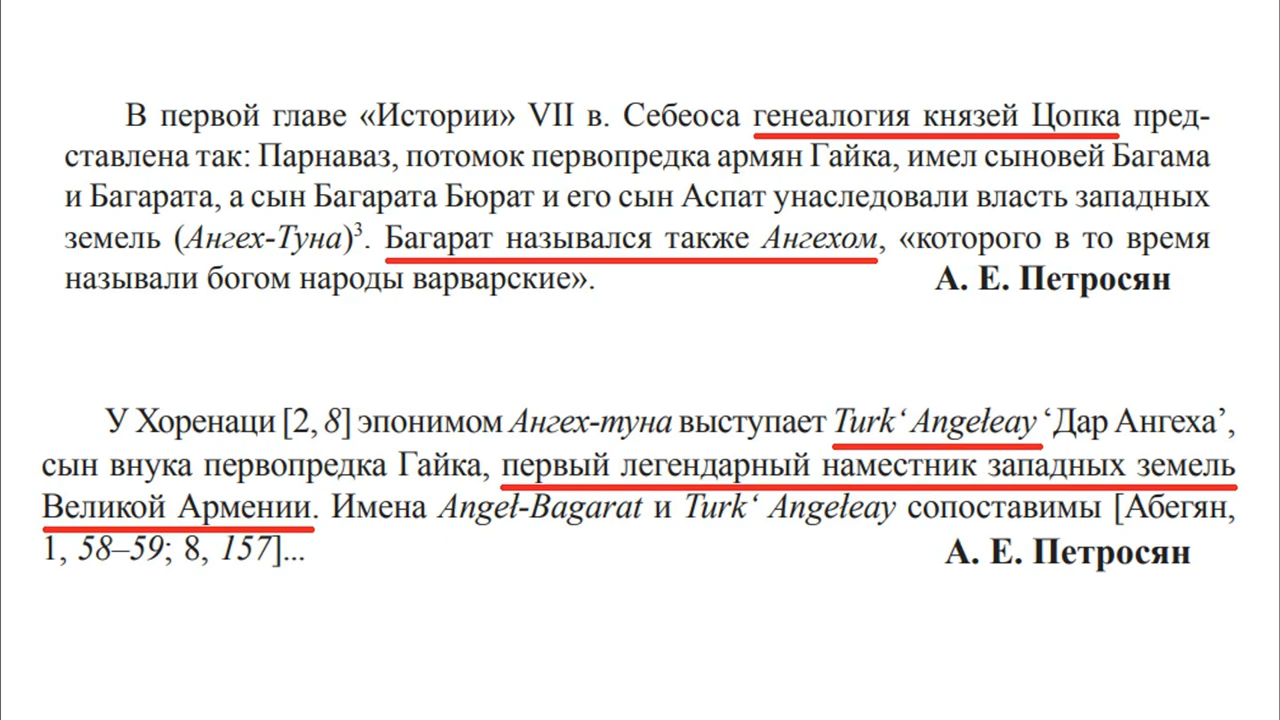 В первой главе «Истории» VII в. Себеоса генеалогия князей Цопка пред-
ставлена так: Парнаваз, потомок первопредка армян Гайка, имел сыновей Багама
и Багарата, а сын Багарата Бюрат и его сын Аспат унаследовали власть западных
земель (Ангех-Туна)³. Багарат назывался также Ангехом, «которого в то время
называли богом народы варварские».
А. Е. Петросян
У Хоренаци [2, 8] эпонимом Ангех-туна выступает Turk‘ Angełeay ‘Дар Ангеха’,
сын внука первопредка Гайка, первый легендарный наместник западных земель
Великой Армении. Имена Angeł-Bagarat и Turk‘ Angełeay сопоставимы [Абегян,
1, 58–59; 8, 157]...
А. Е. Петросян